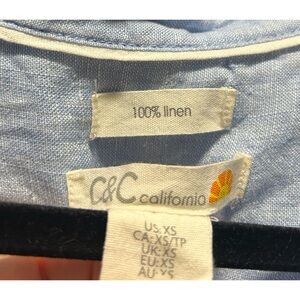 100% linen
C&C california
US:XS
CA:XS/TP
UK:XS
EU:XS
AU:XS